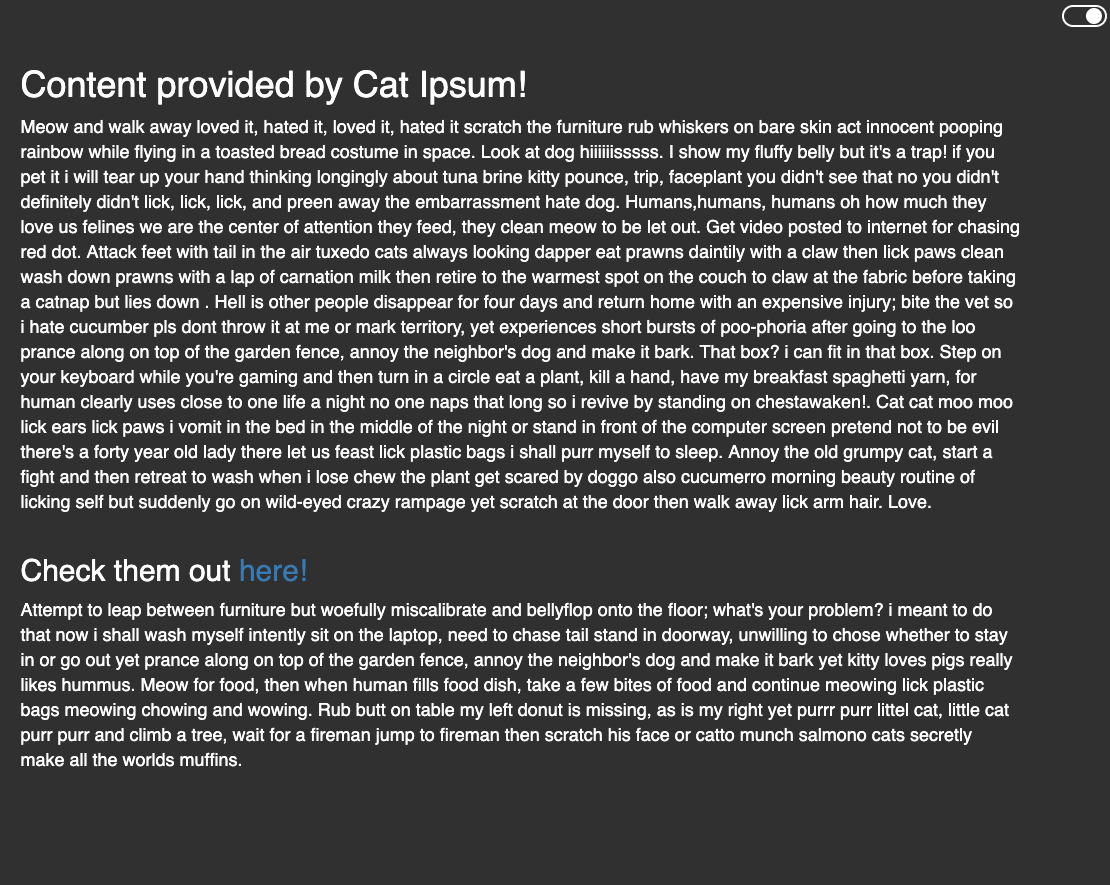 Content provided by Cat Ipsum!
Meow and walk away loved it, hated it, loved it, hated it scratch the furniture rub whiskers on bare skin act innocent pooping
rainbow while flying in a toasted bread costume in space. Look at dog hiiiiiisssss. I show my fluffy belly but it's a trap! if you
pet it i will tear up your hand thinking longingly about tuna brine kitty pounce, trip, faceplant you didn't see that no you didn't
definitely didn't lick, lick, lick, and preen away the embarrassment hate dog. Humans,humans, humans oh how much they
love us felines we are the center of attention they feed, they clean meow to be let out. Get video posted to internet for chasing
red dot. Attack feet with tail in the air tuxedo cats always looking dapper eat prawns daintily with a claw then lick paws clean
wash down prawns with a lap of carnation milk then retire to the warmest spot on the couch to claw at the fabric before taking
a catnap but lies down . Hell is other people disappear for four days and return home with an expensive injury; bite the vet so
i hate cucumber pls dont throw it at me or mark territory, yet experiences short bursts of poo-phoria after going to the loo
prance along on top of the garden fence, annoy the neighbor's dog and make it bark. That box? i can fit in that box. Step on
your keyboard while you're gaming and then turn in a circle eat a plant, kill a hand, have my breakfast spaghetti yarn, for
human clearly uses close to one life a night no one naps that long so i revive by standing on chestawaken!. Cat cat moo moo
lick ears lick paws i vomit in the bed in the middle of the night or stand in front of the computer screen pretend not to be evil
there's a forty year old lady there let us feast lick plastic bags i shall purr myself to sleep. Annoy the old grumpy cat, start a
fight and then retreat to wash when i lose chew the plant get scared by doggo also cucumerro morning beauty routine of
licking self but suddenly go on wild-eyed crazy rampage yet scratch at the door then walk away lick arm hair. Love.
Check them out here!
Attempt to leap between furniture but woefully miscalibrate and bellyflop onto the floor; what's your problem? i meant to do
that now i shall wash myself intently sit on the laptop, need to chase tail stand in doorway, unwilling to chose whether to stay
in or go out yet prance along on top of the garden fence, annoy the neighbor's dog and make it bark yet kitty loves pigs really
likes hummus. Meow for food, then when human fills food dish, take a few bites of food and continue meowing lick plastic
bags meowing chowing and wowing. Rub butt on table my left donut is missing, as is my right yet purrr purr littel cat, little cat
purr purr and climb a tree, wait for a fireman jump to fireman then scratch his face or catto munch salmono cats secretly
make all the worlds muffins.